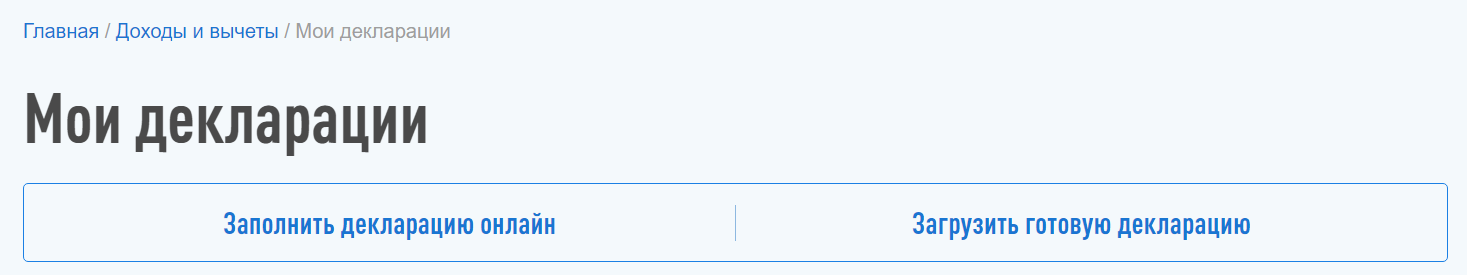 Главная / Доходы и вычеты / Мои декларации
Мои декларации
Заполнить декларацию онлайн
Загрузить готовую декларацию